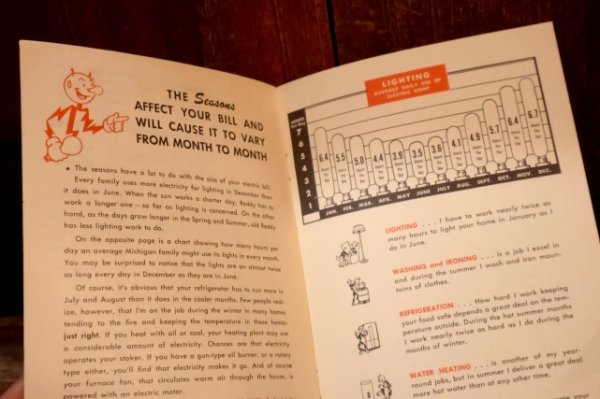 THE Seasons
AFFECT YOUR BILL AND
WILL CAUSE IT TO VARY
FROM MONTH TO MONTH
• The seasons have a lot to do with the size of your electric bill.
Every family uses more electricity for lighting in December than
it does in June. When the sun works a shorter day, Reddy has to
work a longer one — so far as lighting is concerned. On the other
hand, as the days grow longer in the Spring and Summer, old Reddy
has less lighting work to do.
On the opposite page is a chart showing how many hours per
day an average Michigan family might use its lights in every month.
You may be surprised to notice that the lights are on almost twice
as long every day in December as they are in June.
Of course, it's obvious that your refrigerator has to run more in
July and August than it does in the cooler months. Few people real-
ize, however, that I'm on the job during the winter in many homes
tending to the fire and keeping the temperature in these homes
just right. If you heat with oil or coal, your heating plant may use
a considerable amount of electricity. Chances are that electricity
operates your stoker. If you have a gun-type oil burner, or a rotary
type either, you'll find that electricity makes it go. And of course
your furnace fan, that circulates warm air through the house, is
powered with an electric motor.
LIGHTING
AVERAGE DAILY USE OF
ELECTRIC LIGHT
7
6
5
4
3
2
1
6.4 5.5 5.0 4.4 3.9 3.5 3.6 4.1 4.9 5.7 6.4 6.7
JAN. FEB. MAR. APR. MAY JUNE JULY AUG. SEPT. OCT. NOV. DEC.
LIGHTING . . . I have to work nearly twice as
many hours to light your home in January as I
do in June.
WASHING and IRONING . . . is a job I excel in
and during the summer I wash and iron moun-
tains of clothes.
REFRIGERATION . . . How hard I work keeping
your food safe depends a great deal on the tem-
perature outside. During the hot summer months
I work nearly twice as hard as I do during the
months of winter.
WATER HEATING . . . is another of my year-
round jobs, but in summer I deliver a great deal
more hot water than at any other time.